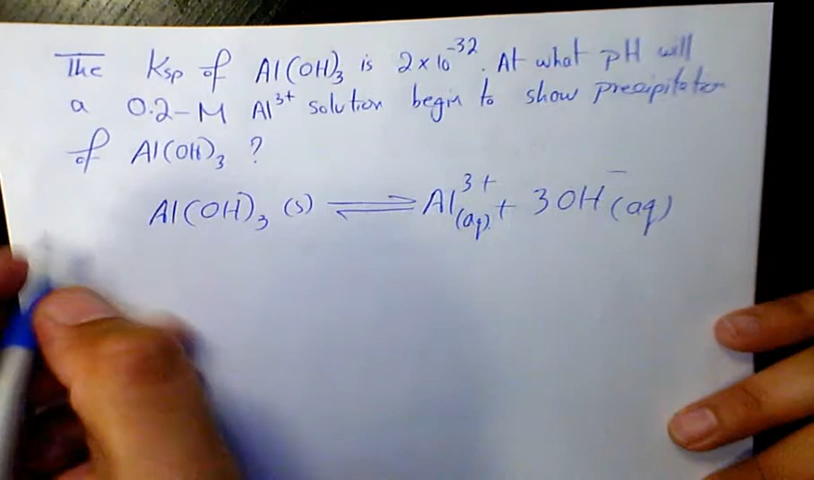 The Ksp of Al(OH)₃ is 2×10⁻³². At what pH will
a 0.2-M Al³⁺ solution begin to show precipitation
of Al(OH)₃ ?
Al(OH)₃ (s) ⇌ Al³⁺(aq) + 3OH⁻(aq)